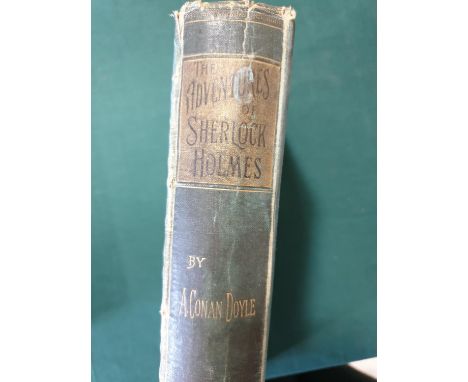 THE
ADVENTURES
OF
SHERLOCK
HOLMES
BY
A. CONAN DOYLE